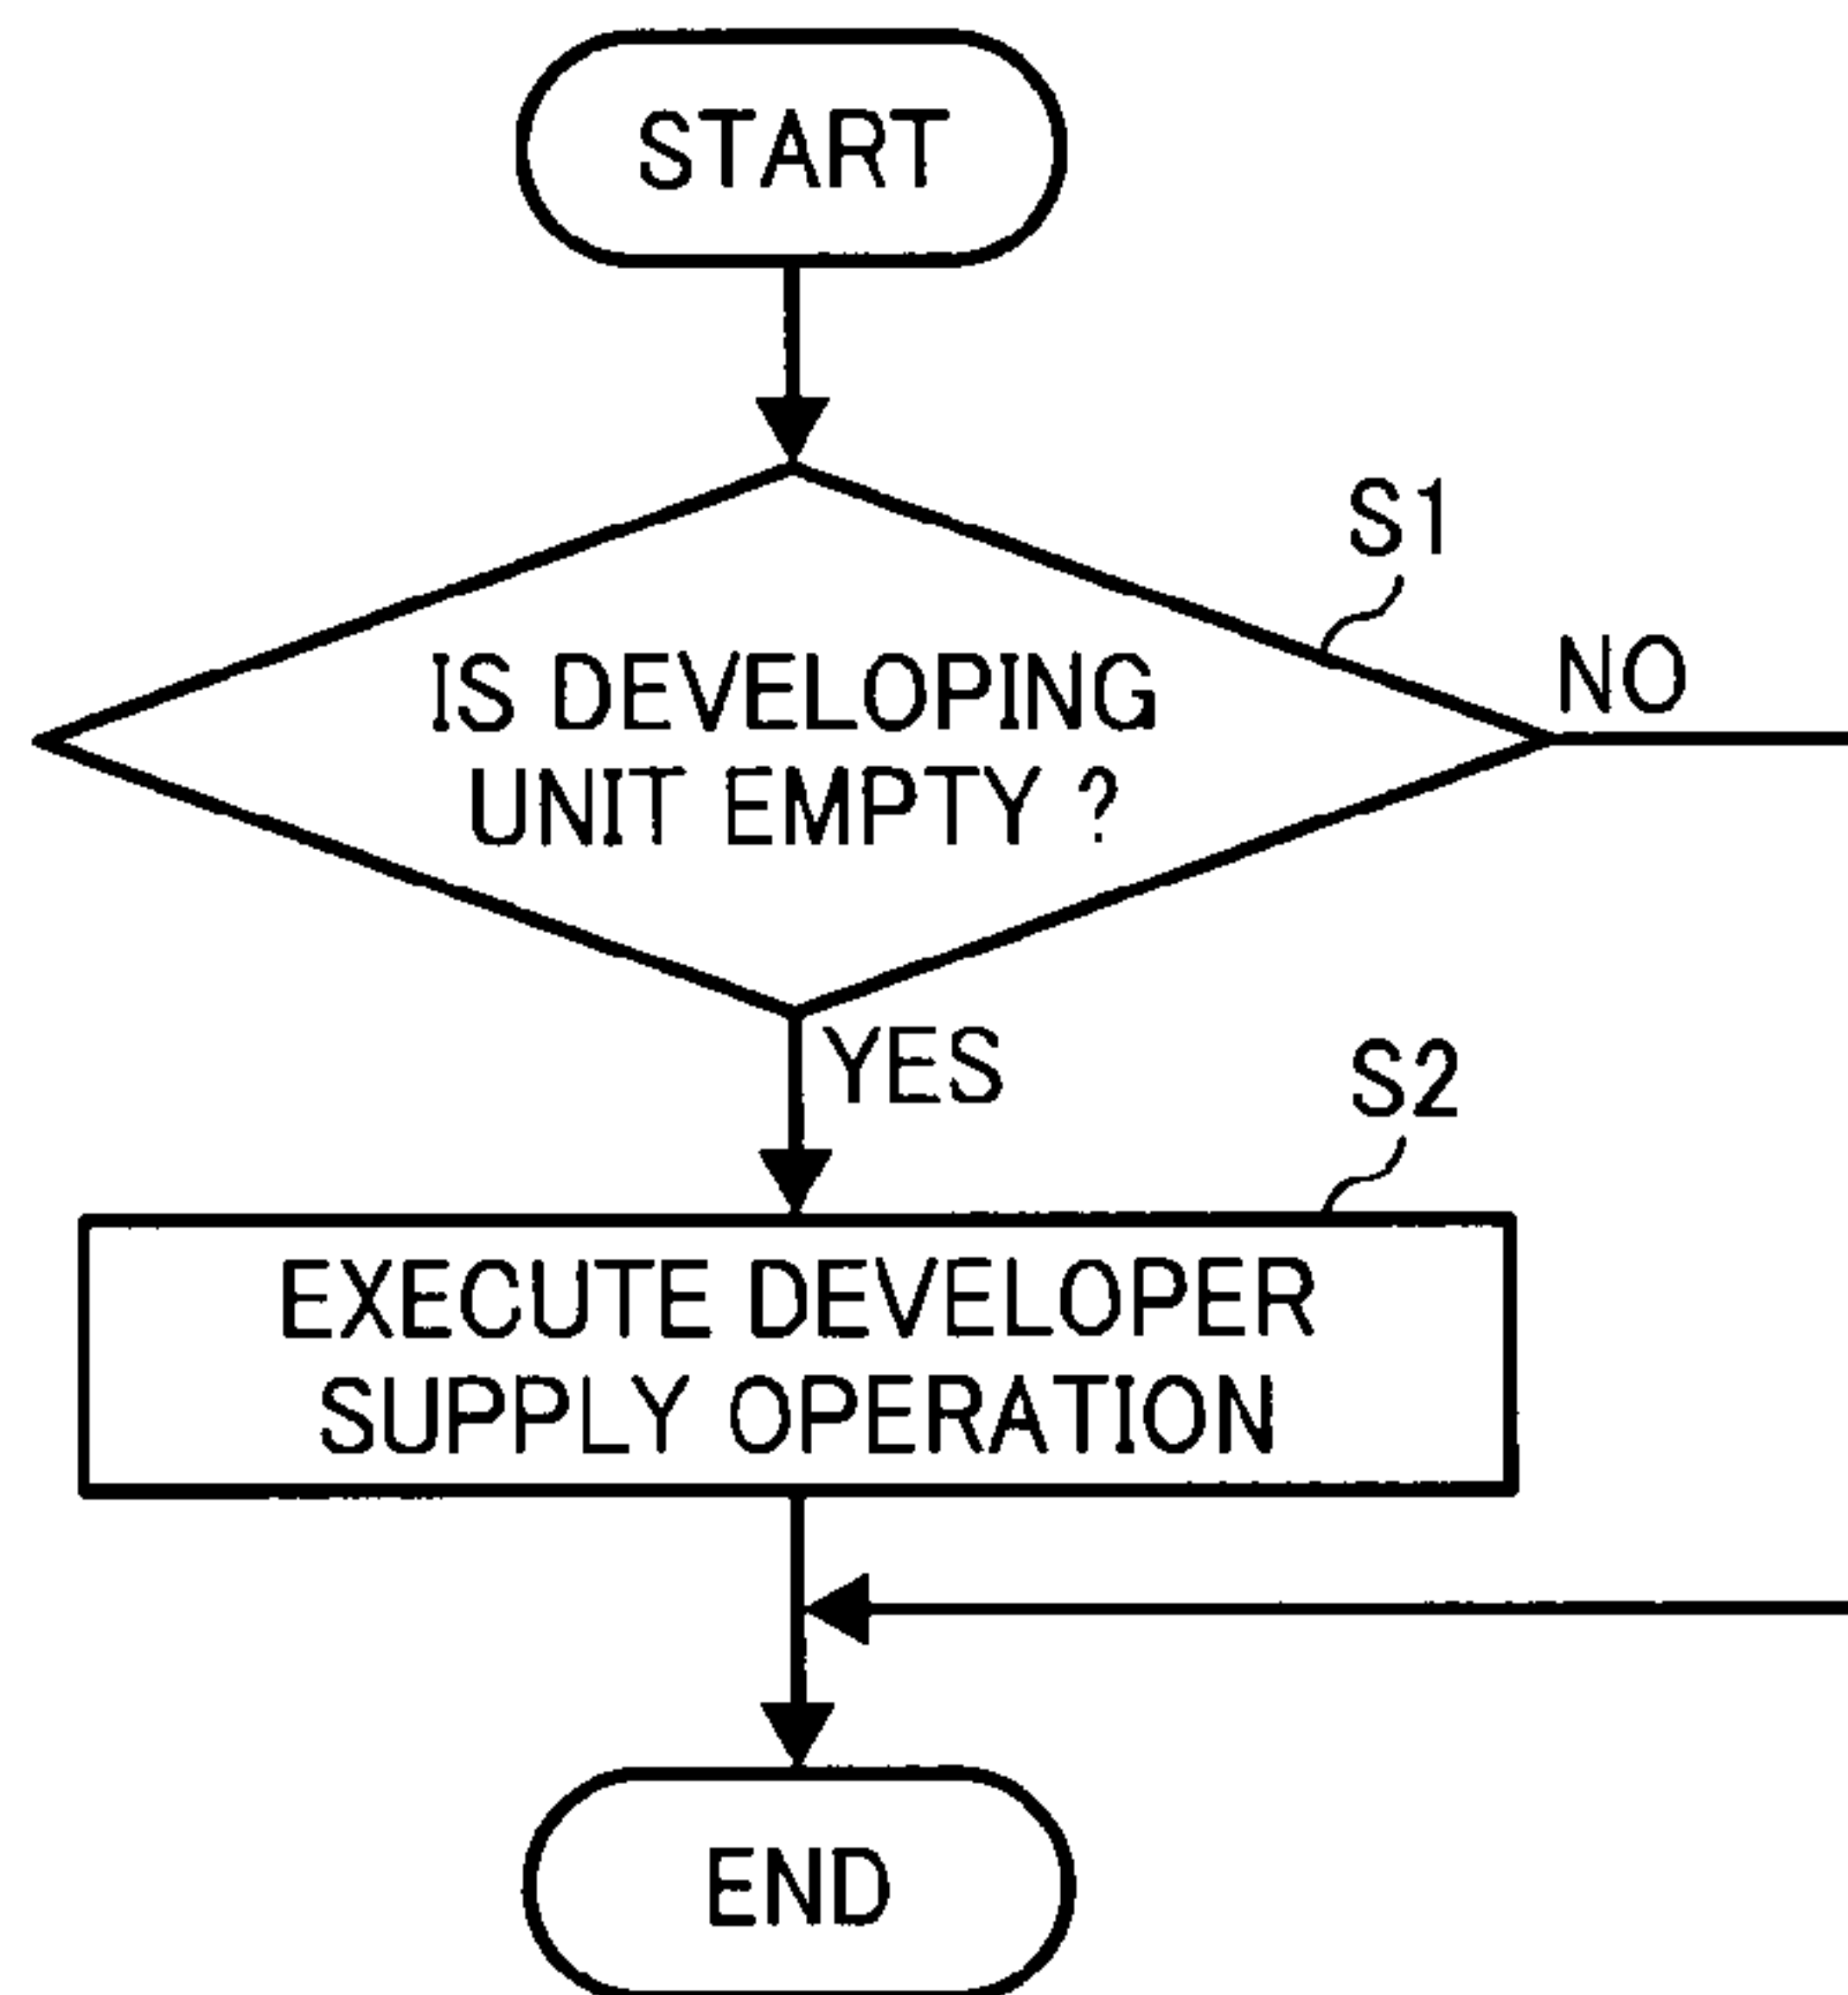 START
S1
IS DEVELOPING
UNIT EMPTY ?
NO
YES
S2
EXECUTE DEVELOPER
SUPPLY OPERATION
END